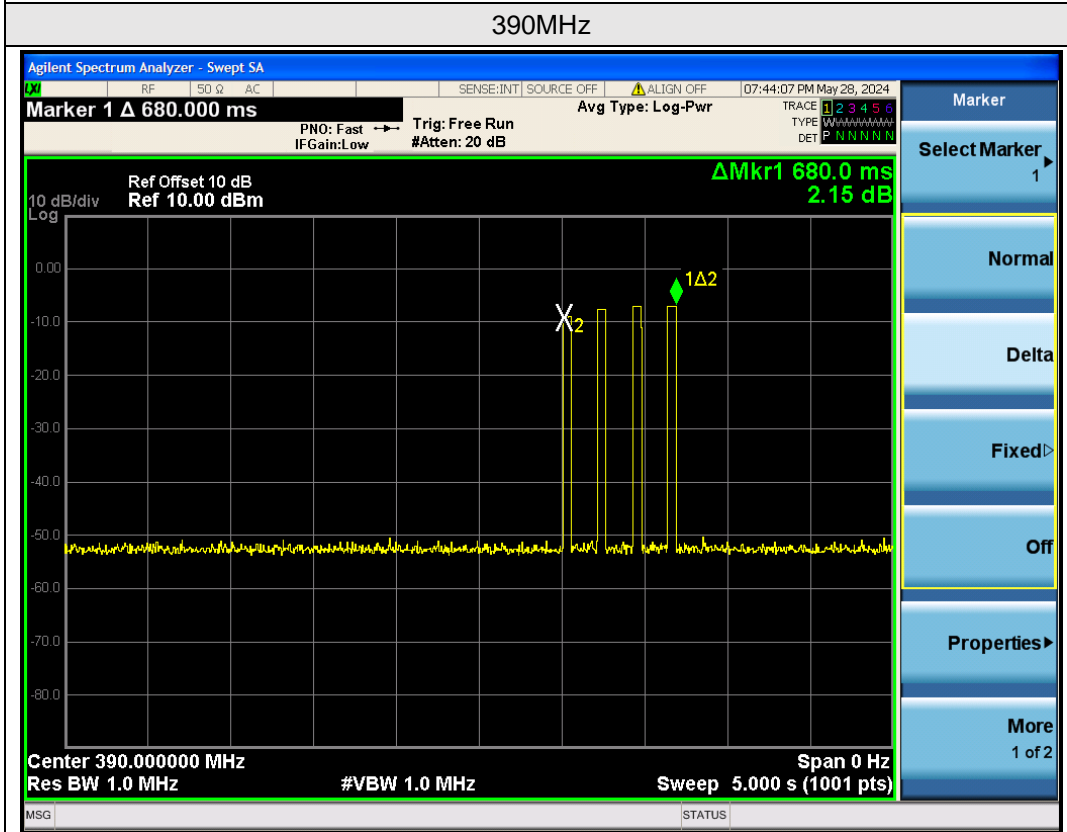 390MHz
Agilent Spectrum Analyzer - Swept SA
LXI RF 50 Ω AC SENSE:INT SOURCE OFF ALIGN OFF 07:44:07 PM May 28, 2024
Marker 1 Δ 680.000 ms
PNO: Fast
IFGain:Low
Trig: Free Run
#Atten: 20 dB
Avg Type: Log-Pwr
TRACE 1 2 3 4 5 6
TYPE WWWWWW
DET P N N N N N
ΔMkr1 680.0 ms
2.15 dB
Ref Offset 10 dB
10 dB/div Ref 10.00 dBm
Log
0.00
-10.0
-20.0
-30.0
-40.0
-50.0
-60.0
-70.0
-80.0
1Δ2
X2
Center 390.000000 MHz
Span 0 Hz
Res BW 1.0 MHz
#VBW 1.0 MHz
Sweep 5.000 s (1001 pts)
MSG
STATUS
Marker
Select Marker
1
Normal
Delta
Fixed
Off
Properties
More
1 of 2